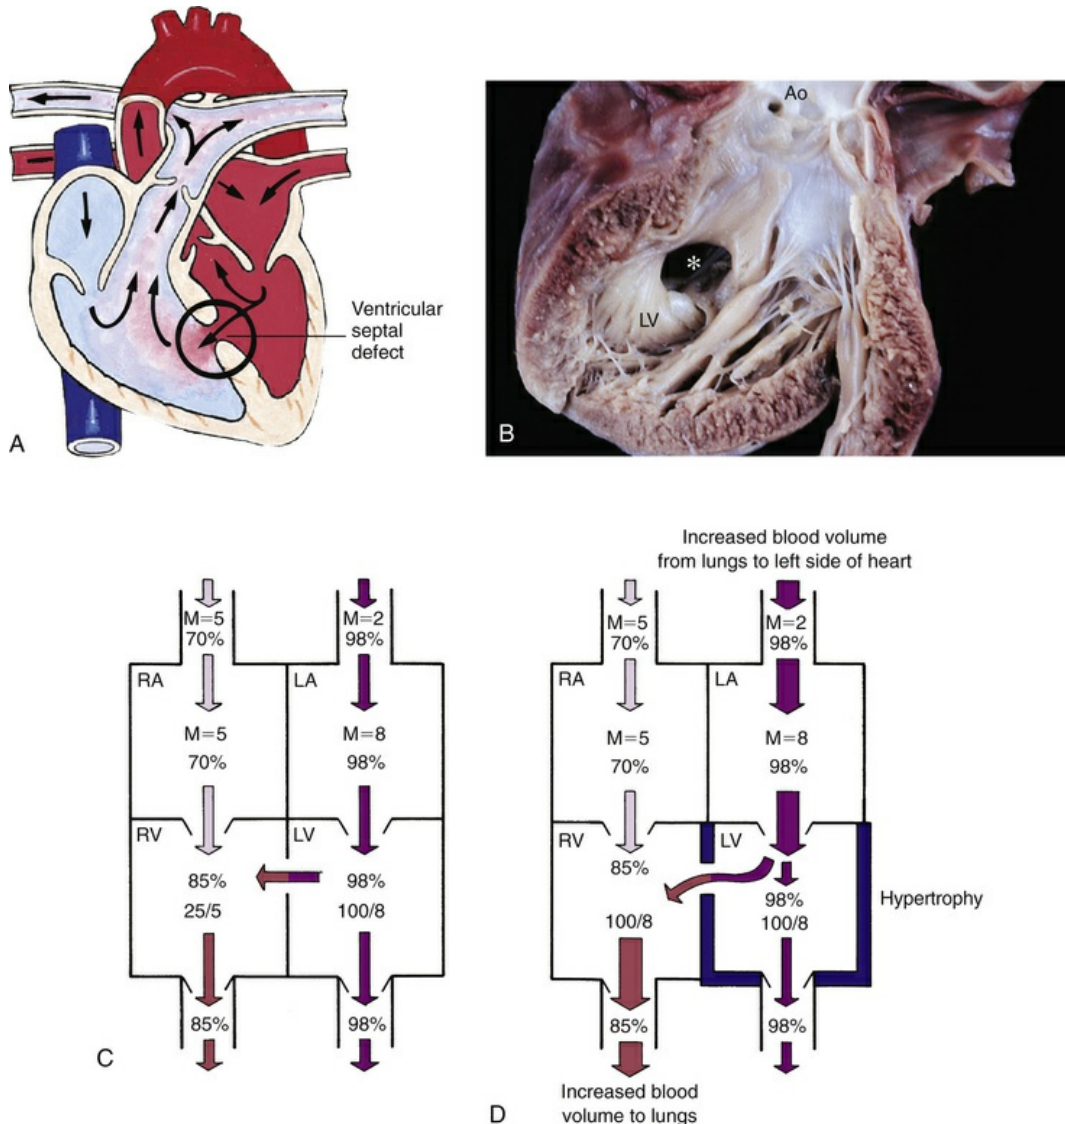 Ventricular
septal
defect
A
Ao
*
LV
B
M=5
70%
M=2
98%
RA
LA
M=5
70%
M=8
98%
RV
LV
85%
25/5
98%
100/8
85%
98%
C
Increased blood volume
from lungs to left side of heart
M=5
70%
M=2
98%
RA
LA
M=5
70%
M=8
98%
RV
LV
85%
100/8
98%
100/8
Hypertrophy
85%
98%
Increased blood
volume to lungs
D